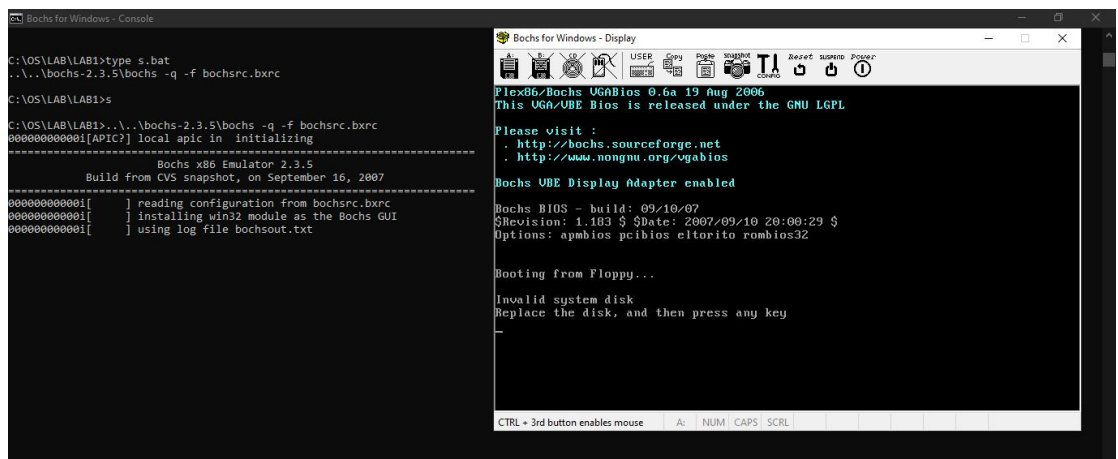 Bochs for Windows - Console
C:\OS\LAB\LAB1>type s.bat
..\..\bochs-2.3.5\bochs -q -f bochsrc.bxrc
C:\OS\LAB\LAB1>s
C:\OS\LAB\LAB1>..\..\bochs-2.3.5\bochs -q -f bochsrc.bxrc
00000000000i[APIC?] local apic in  initializing
========================================================================
Bochs x86 Emulator 2.3.5
Build from CVS snapshot, on September 16, 2007
========================================================================
00000000000i[     ] reading configuration from bochsrc.bxrc
00000000000i[     ] installing win32 module as the Bochs GUI
00000000000i[     ] using log file bochsout.txt
Bochs for Windows - Display
A: B: CD USER Copy Paste snapshot CONFIG Reset SUSPEND Power
Plex86/Bochs VGABios 0.6a 19 Aug 2006
This VGA/VBE Bios is released under the GNU LGPL
Please visit :
. http://bochs.sourceforge.net
. http://www.nongnu.org/vgabios
Bochs VBE Display Adapter enabled
Bochs BIOS - build: 09/10/07
$Revision: 1.183 $ $Date: 2007/09/10 20:00:29 $
Options: apmbios pcibios eltorito rombios32
Booting from Floppy...
Invalid system disk
Replace the disk, and then press any key
_
CTRL + 3rd button enables mouse A: NUM CAPS SCRL